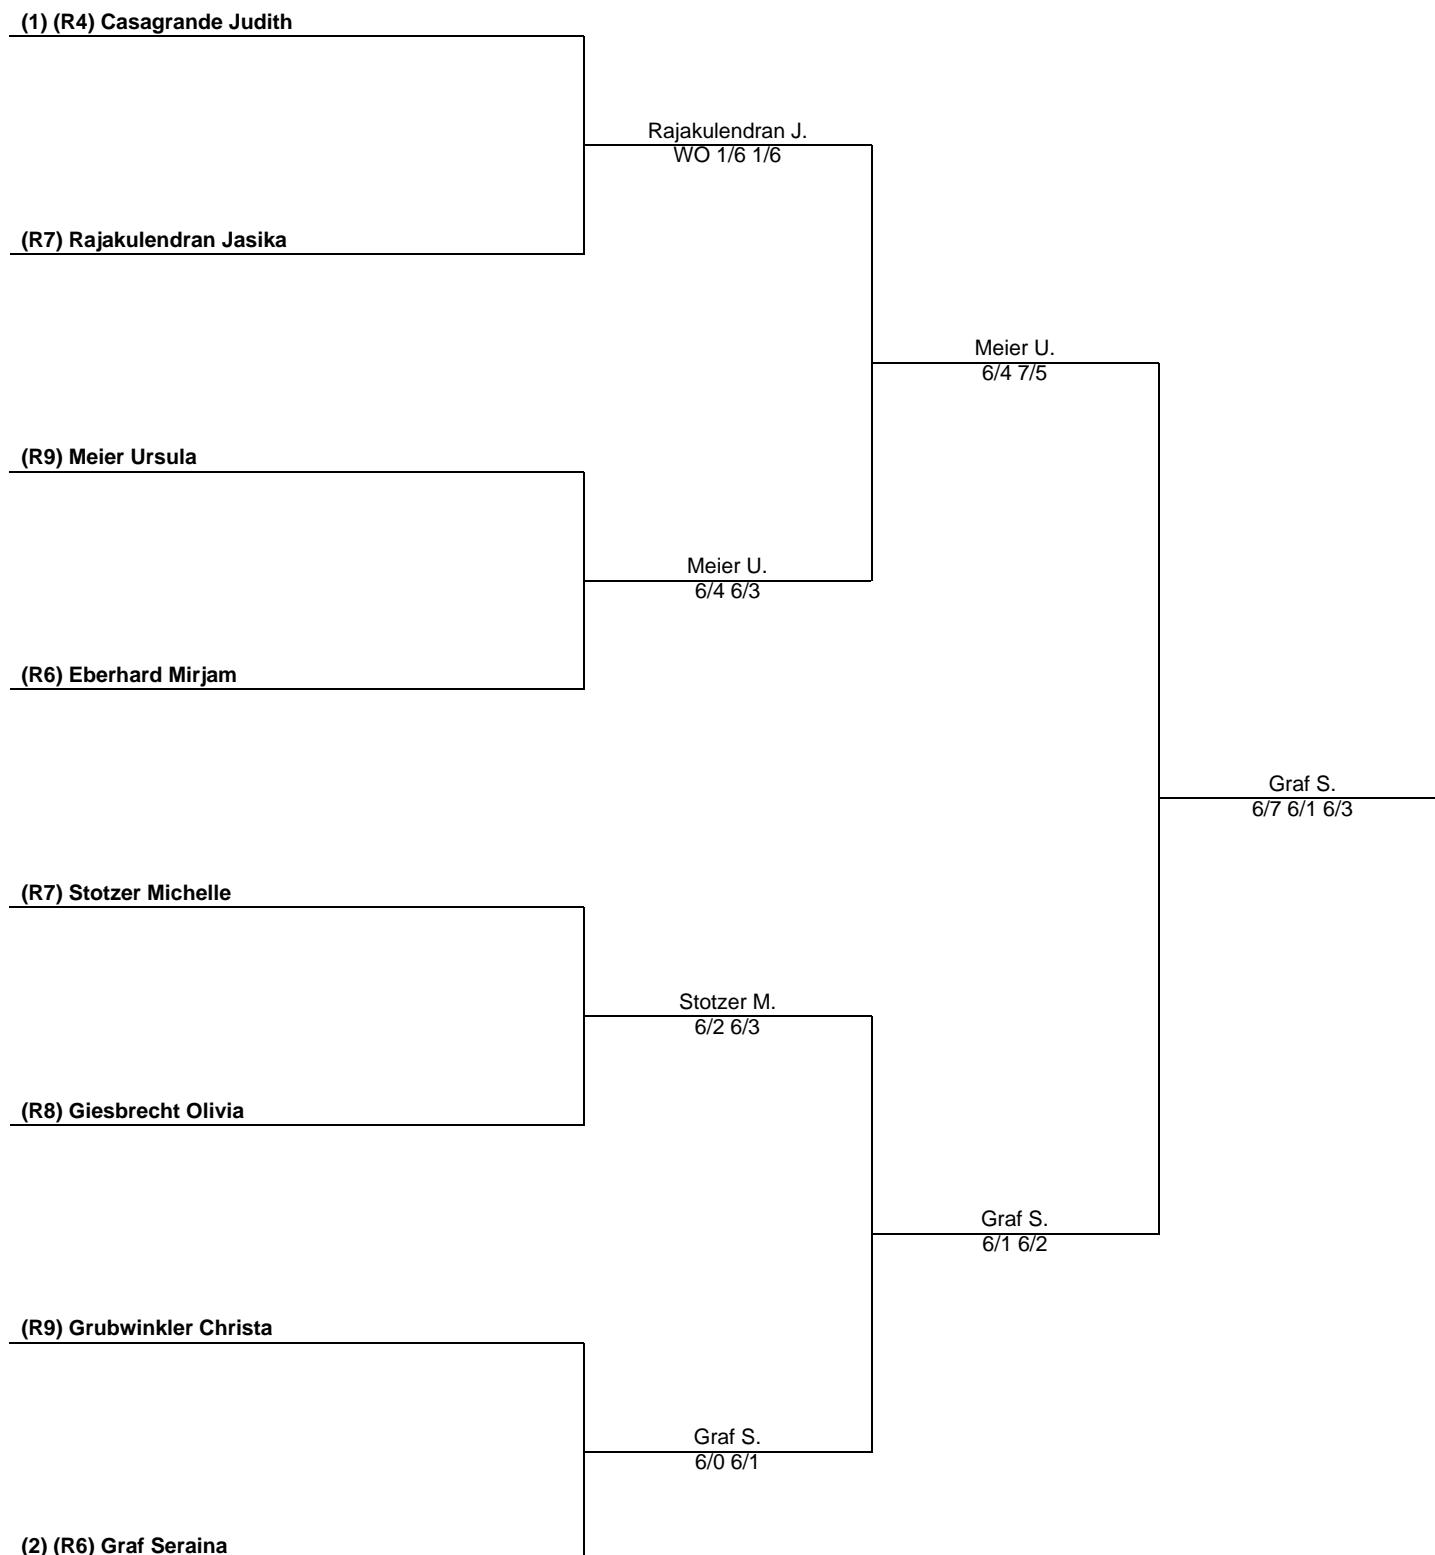 (1) (R4) Casagrande Judith
Rajakulendran J.
WO 1/6 1/6
(R7) Rajakulendran Jasika
Meier U.
6/4 7/5
(R9) Meier Ursula
Meier U.
6/4 6/3
(R6) Eberhard Mirjam
Graf S.
6/7 6/1 6/3
(R7) Stotzer Michelle
Stotzer M.
6/2 6/3
(R8) Giesbrecht Olivia
Graf S.
6/1 6/2
(R9) Grubwinkler Christa
Graf S.
6/0 6/1
(2) (R6) Graf Seraina